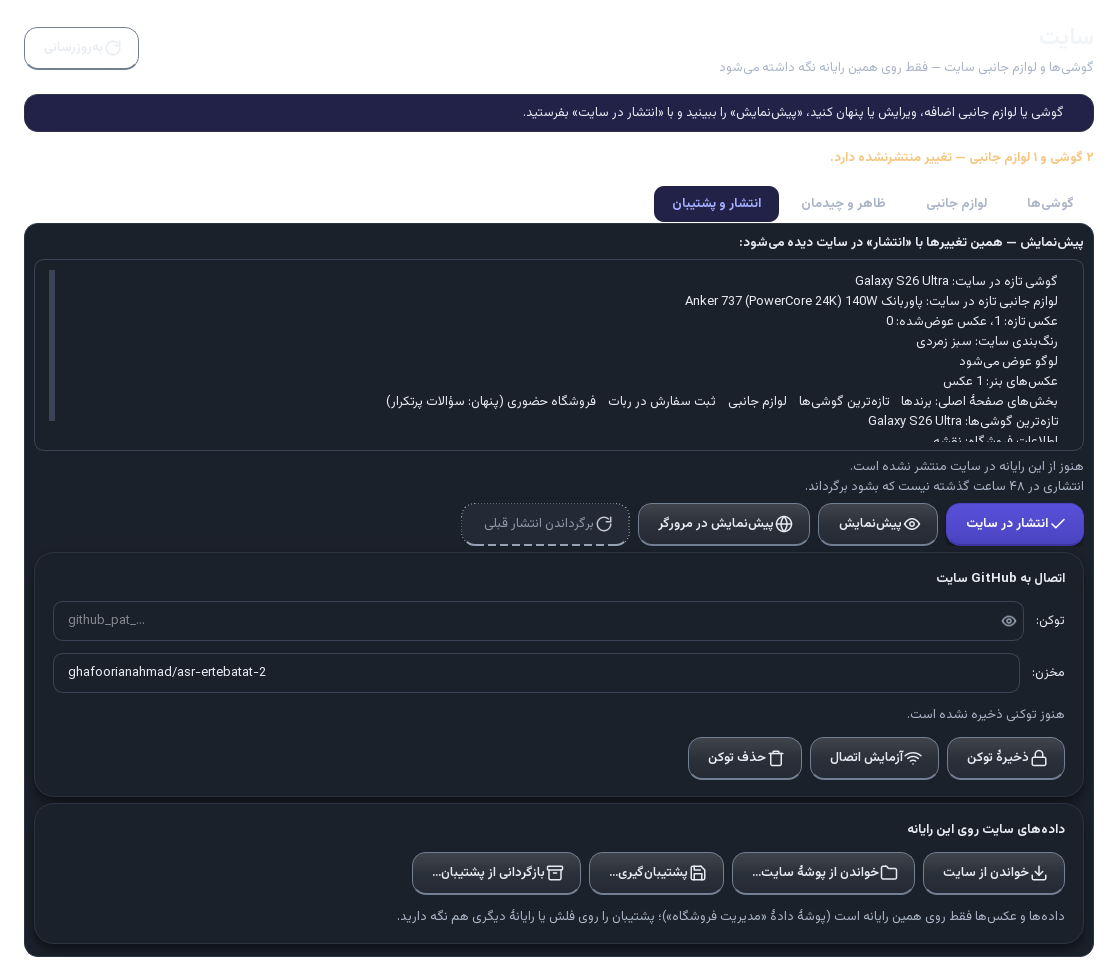 سایت
به‌روزرسانی
گوشی‌ها و لوازم جانبی سایت — فقط روی همین رایانه نگه داشته می‌شود
گوشی یا لوازم جانبی اضافه، ویرایش یا پنهان کنید، «پیش‌نمایش» را ببینید و با «انتشار در سایت» بفرستید.
۲ گوشی و ۱ لوازم جانبی — تغییر منتشرنشده دارد.
گوشی‌ها لوازم جانبی ظاهر و چیدمان انتشار و پشتیبان
پیش‌نمایش — همین تغییرها با «انتشار» در سایت دیده می‌شود:
گوشی تازه در سایت: Galaxy S26 Ultra
لوازم جانبی تازه در سایت: پاوربانک Anker 737 (PowerCore 24K) 140W
عکس تازه: 1، عکس عوض‌شده: 0
رنگ‌بندی سایت: سبز زمردی
لوگو عوض می‌شود
عکس‌های بنر: 1 عکس
بخش‌های صفحهٔ اصلی: برندها تازه‌ترین گوشی‌ها لوازم جانبی ثبت سفارش در ربات فروشگاه حضوری (پنهان: سؤالات پرتکرار)
تازه‌ترین گوشی‌ها: Galaxy S26 Ultra
اطلاعات فروشگاه: نقشه
هنوز از این رایانه در سایت منتشر نشده است.
انتشاری در ۴۸ ساعت گذشته نیست که بشود برگرداند.
انتشار در سایت پیش‌نمایش پیش‌نمایش در مرورگر برگرداندن انتشار قبلی
اتصال به GitHub سایت
توکن: github_pat_...
مخزن: ghafoorianahmad/asr-ertebatat-2
هنوز توکنی ذخیره نشده است.
ذخیرهٔ توکن آزمایش اتصال حذف توکن
داده‌های سایت روی این رایانه
خواندن از سایت خواندن از پوشهٔ سایت... پشتیبان‌گیری... بازگردانی از پشتیبان...
داده‌ها و عکس‌ها فقط روی همین رایانه است (پوشهٔ دادهٔ «مدیریت فروشگاه»)؛ پشتیبان را روی فلش یا رایانهٔ دیگری هم نگه دارید.